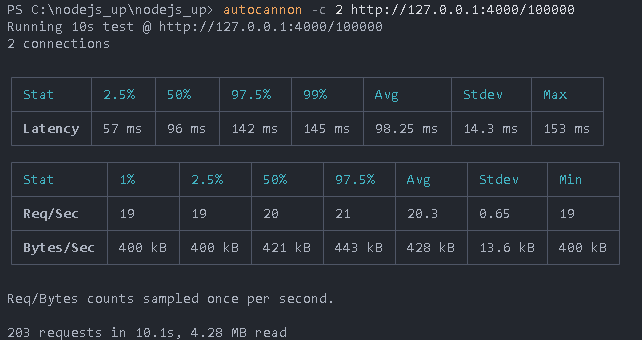 PS C:\nodejs_up\nodejs_up> autocannon -c 2 http://127.0.0.1:4000/100000
Running 10s test @ http://127.0.0.1:4000/100000
2 connections
Stat 2.5% 50% 97.5% 99% Avg Stdev Max
Latency 57 ms 96 ms 142 ms 145 ms 98.25 ms 14.3 ms 153 ms
Stat 1% 2.5% 50% 97.5% Avg Stdev Min
Req/Sec 19 19 20 21 20.3 0.65 19
Bytes/Sec 400 kB 400 kB 421 kB 443 kB 428 kB 13.6 kB 400 kB
Req/Bytes counts sampled once per second.
203 requests in 10.1s, 4.28 MB read